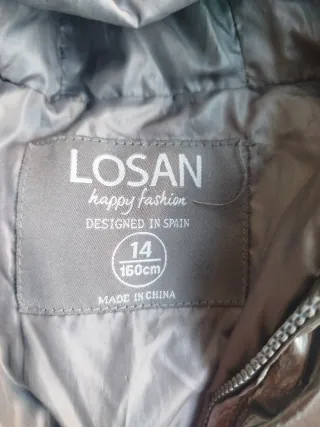 LOSAN
happy fashion
DESIGNED IN SPAIN
14
160cm
MADE IN CHINA